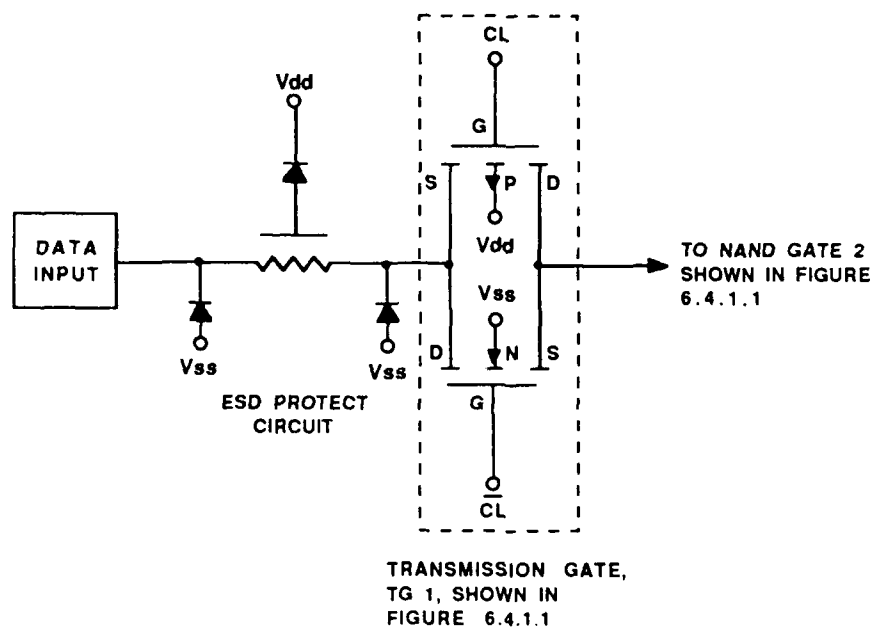 CL
Vdd
G
S
P
D
DATA
INPUT
Vdd
TO NAND GATE 2
SHOWN IN FIGURE
6.4.1.1
Vss
Vss
Vss
D
N
S
ESD PROTECT
CIRCUIT
G
C̅L̅
TRANSMISSION GATE,
TG 1, SHOWN IN
FIGURE 6.4.1.1